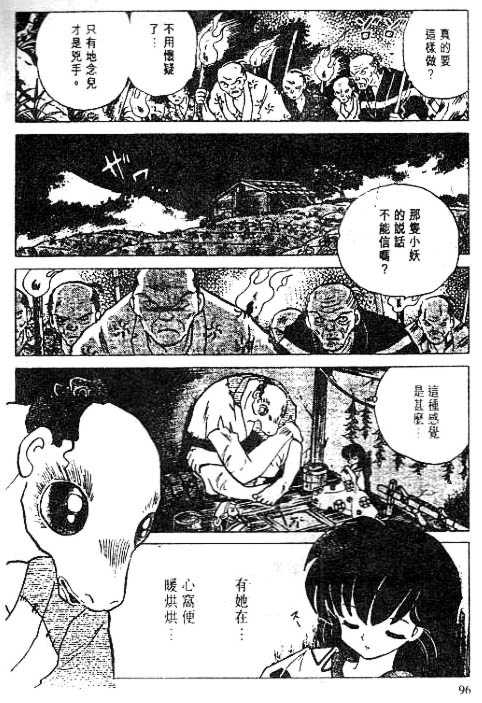 真的要
這樣做？
不用懷疑
了…
只有地念兒
才是兇手。
那隻小妖
的説話
不能信嗎？
這種感覺
是甚麼…
有她在…
心窩便
暖烘烘…
96